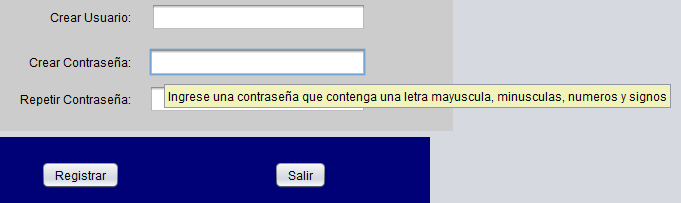 Crear Usuario:
Crear Contraseña:
Ingrese una contraseña que contenga una letra mayuscula, minusculas, numeros y signos
Repetir Contraseña:
Registrar
Salir